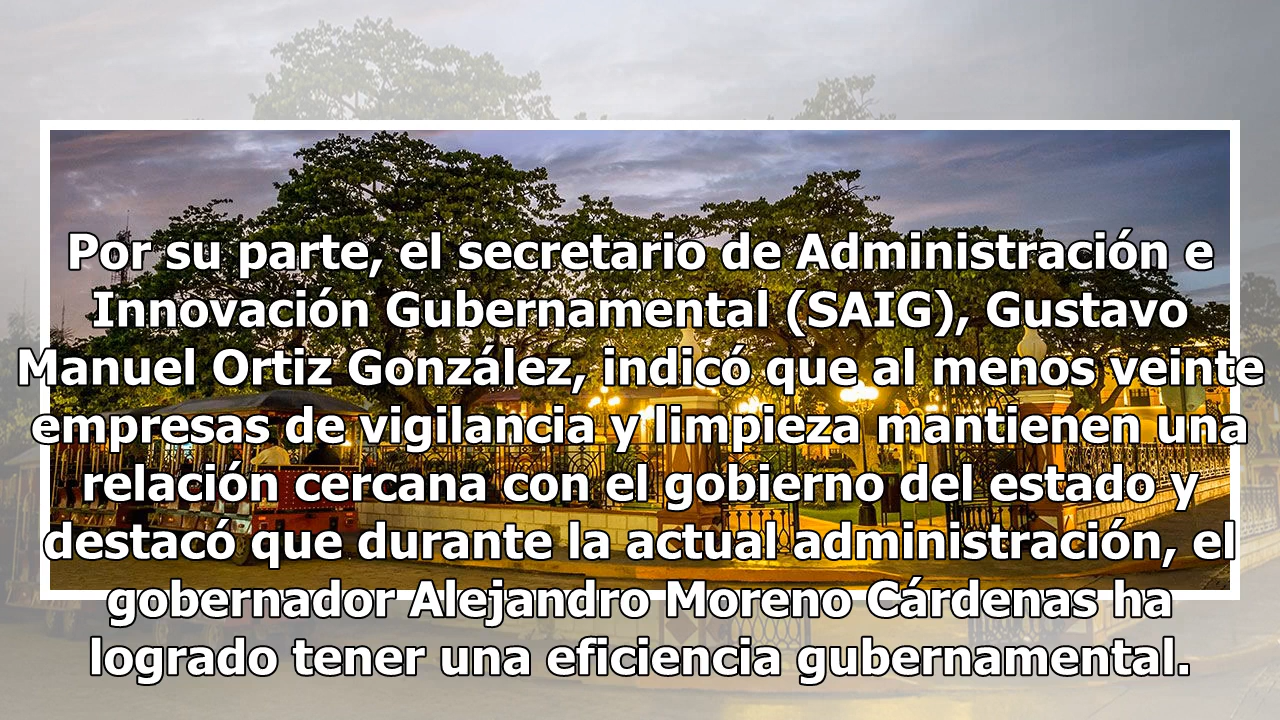 Por su parte, el secretario de Administración e
Innovación Gubernamental (SAIG), Gustavo
Manuel Ortiz González, indicó que al menos veinte
empresas de vigilancia y limpieza mantienen una
relación cercana con el gobierno del estado y
destacó que durante la actual administración, el
gobernador Alejandro Moreno Cárdenas ha
logrado tener una eficiencia gubernamental.